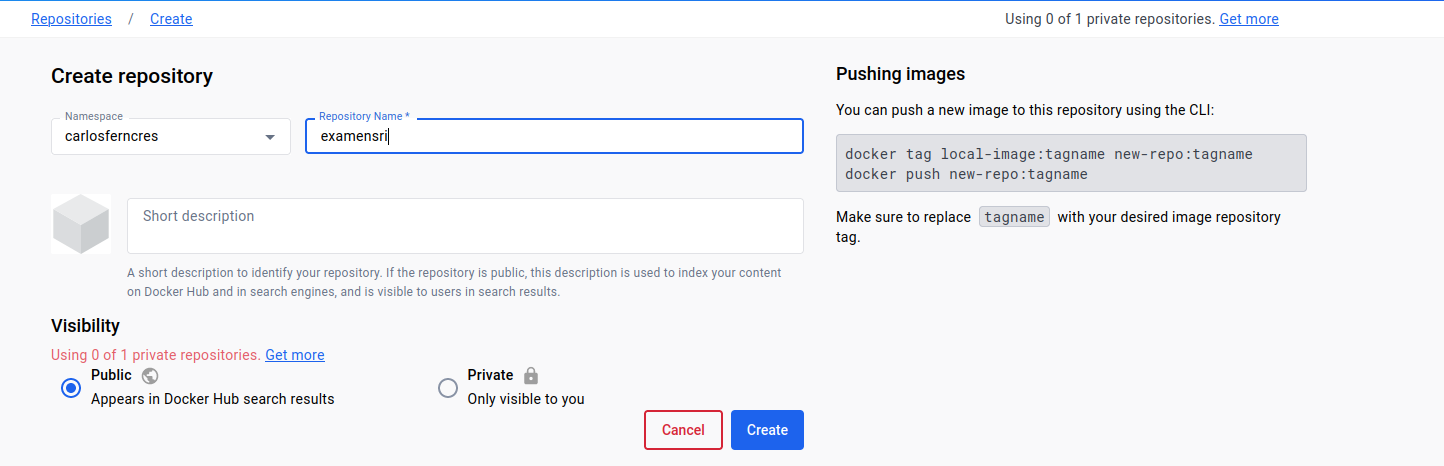 Repositories / Create
Using 0 of 1 private repositories. Get more
Create repository
Namespace
carlosferncres
Repository Name *
examensri
Short description
A short description to identify your repository. If the repository is public, this description is used to index your content
on Docker Hub and in search engines, and is visible to users in search results.
Visibility
Using 0 of 1 private repositories. Get more
Public
Appears in Docker Hub search results
Private
Only visible to you
Cancel
Create
Pushing images
You can push a new image to this repository using the CLI:
docker tag local-image:tagname new-repo:tagname
docker push new-repo:tagname
Make sure to replace tagname with your desired image repository
tag.